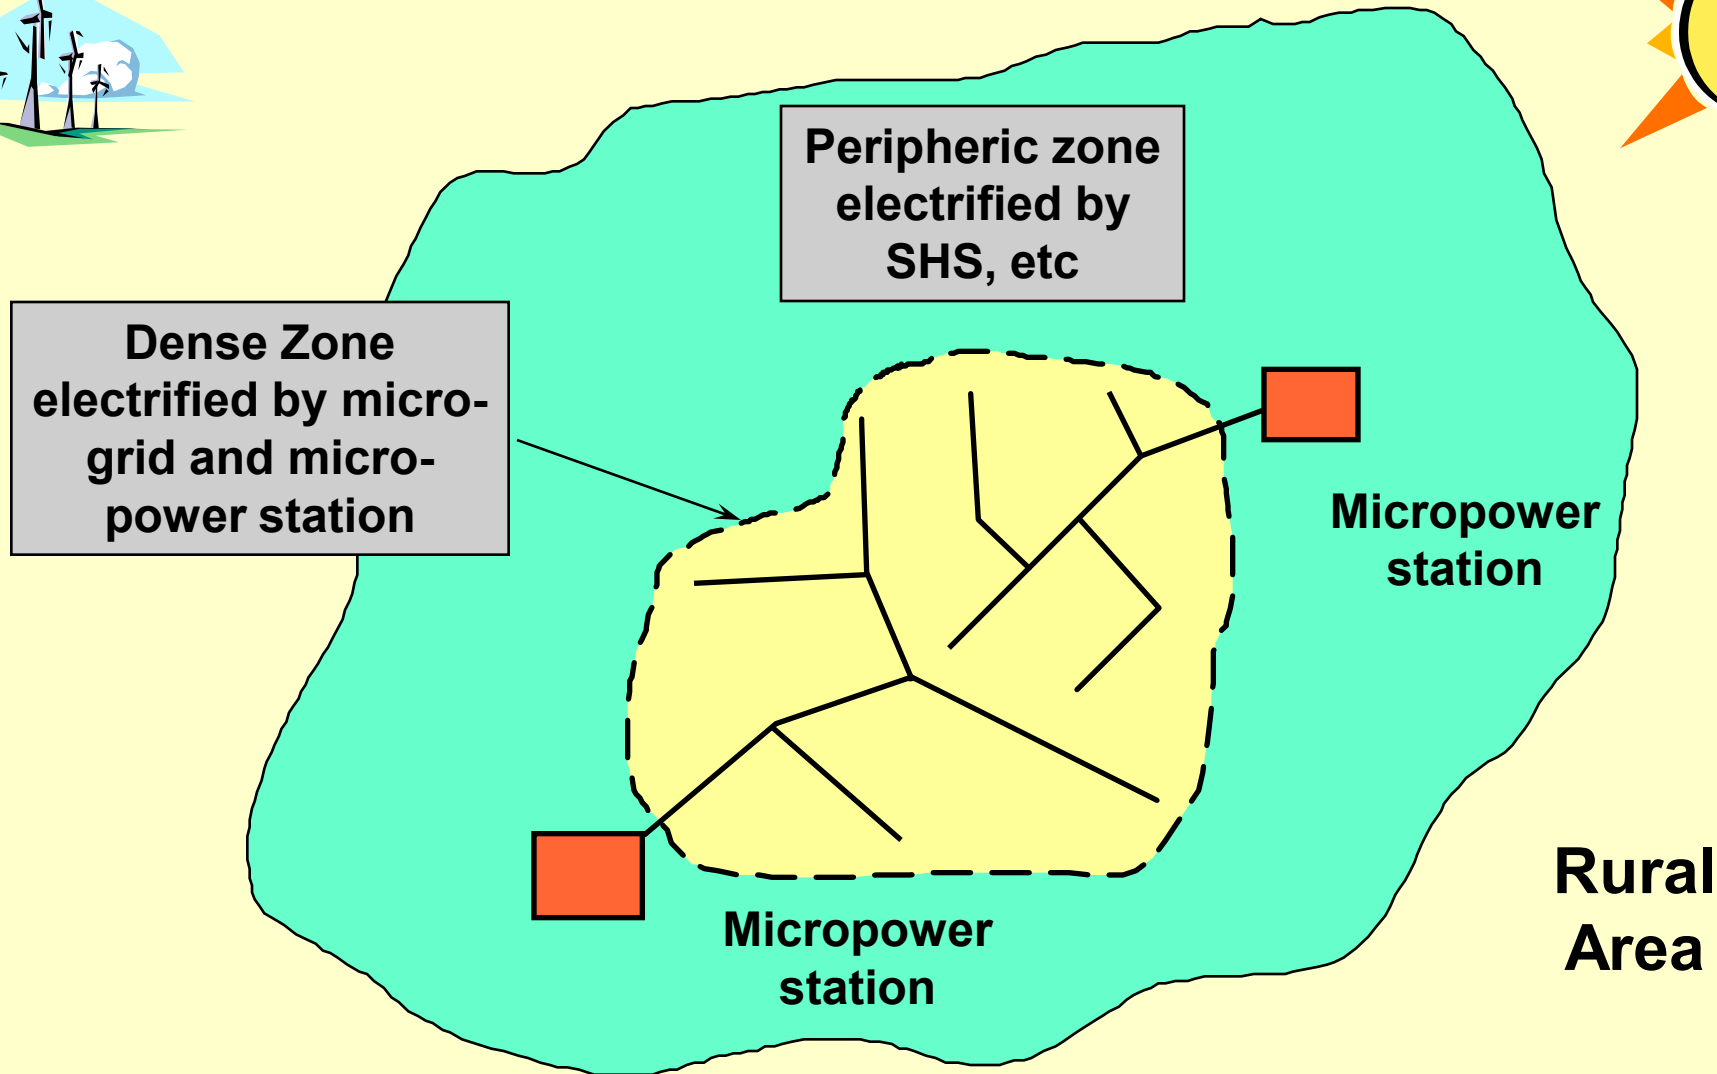 Peripheric zone
electrified by
SHS, etc
Dense Zone
electrified by micro-
grid and micro-
power station
Micropower
station
Rural
Area
Micropower
station